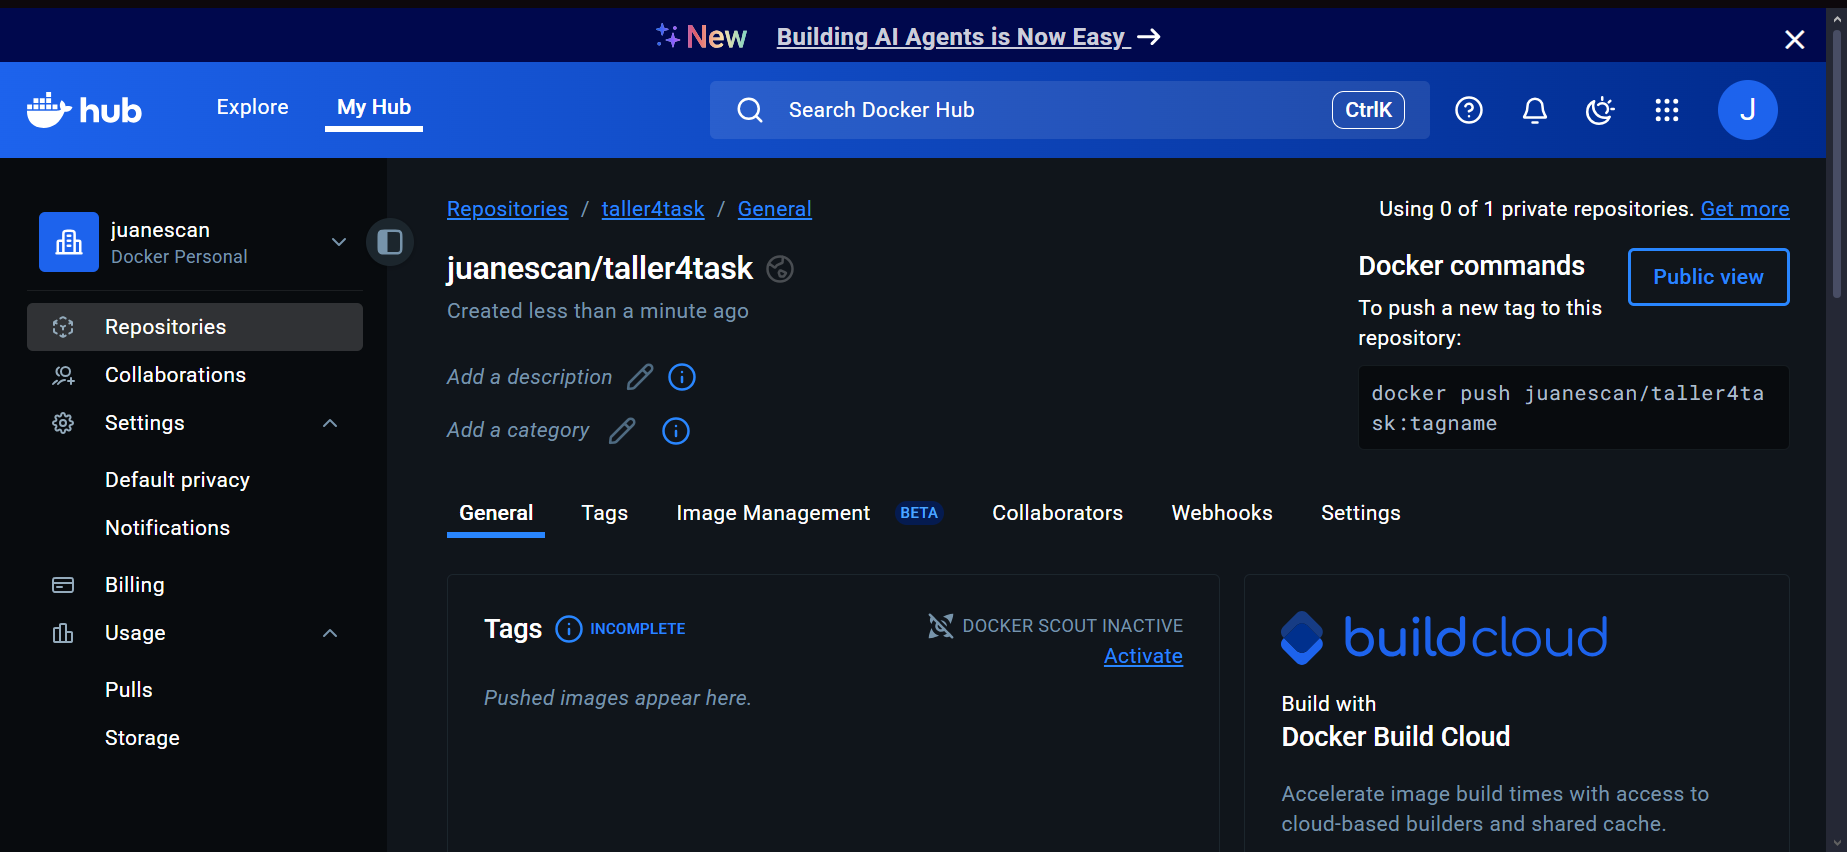 New Building AI Agents is Now Easy
hub
Explore
My Hub
Search Docker Hub
CtrlK
J
juanescan
Docker Personal
Repositories
Collaborations
Settings
Default privacy
Notifications
Billing
Usage
Pulls
Storage
Repositories / taller4task / General
Using 0 of 1 private repositories. Get more
juanescan/taller4task
Created less than a minute ago
Add a description
Add a category
Docker commands
Public view
To push a new tag to this
repository:
docker push juanescan/taller4ta
sk:tagname
General
Tags
Image Management BETA
Collaborators
Webhooks
Settings
Tags INCOMPLETE
DOCKER SCOUT INACTIVE
Activate
Pushed images appear here.
buildcloud
Build with
Docker Build Cloud
Accelerate image build times with access to
cloud-based builders and shared cache.